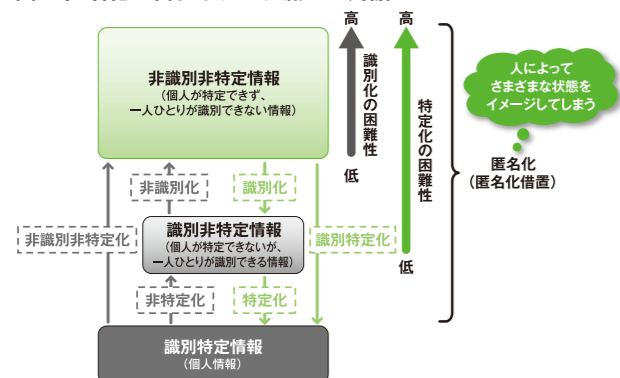 高
高
非識別非特定情報
（個人が特定できず、
一人ひとりが識別できない情報）
識別化の困難性
低
特定化の困難性
低
人によって
さまざまな状態を
イメージしてしまう
匿名化
（匿名化借置）
非識別化
識別化
非識別非特定化
識別非特定情報
（個人が特定できないが、
一人ひとりが識別できる情報）
識別特定化
非特定化
特定化
識別特定情報
（個人情報）